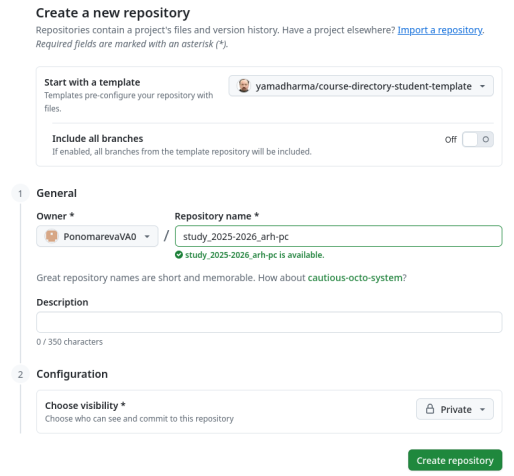 Create a new repository
Repositories contain a project's files and version history. Have a project elsewhere? Import a repository.
Required fields are marked with an asterisk (*).
Start with a template
Templates pre-configure your repository with
files.
yamadharma/course-directory-student-template
Include all branches
If enabled, all branches from the template repository will be included.
Off
1 General
Owner *
Repository name *
PonomarevaVA0
/
study_2025-2026_arh-pc
study_2025-2026_arh-pc is available.
Great repository names are short and memorable. How about cautious-octo-system?
Description
0 / 350 characters
2 Configuration
Choose visibility *
Choose who can see and commit to this repository
Private
Create repository